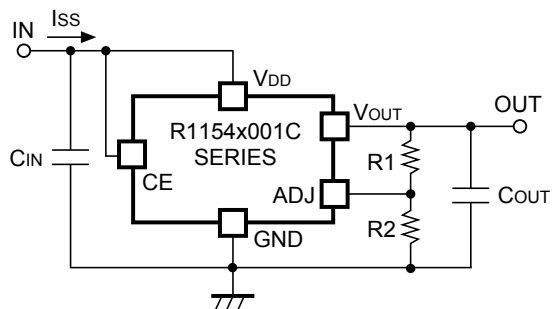 IN
ISS
VDD
R1154x001C
SERIES
VOUT
OUT
CIN
CE
ADJ
R1
COUT
R2
GND